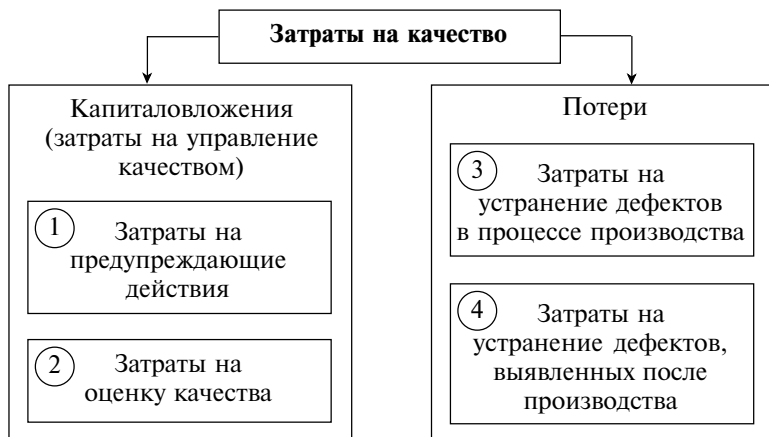 Затраты на качество
Капиталовложения
(затраты на управление
качеством)
1
Затраты на
предупреждающие
действия
2
Затраты на
оценку качества
Потери
3
Затраты на
устранение дефектов
в процессе производства
4
Затраты на
устранение дефектов,
выявленных после
производства